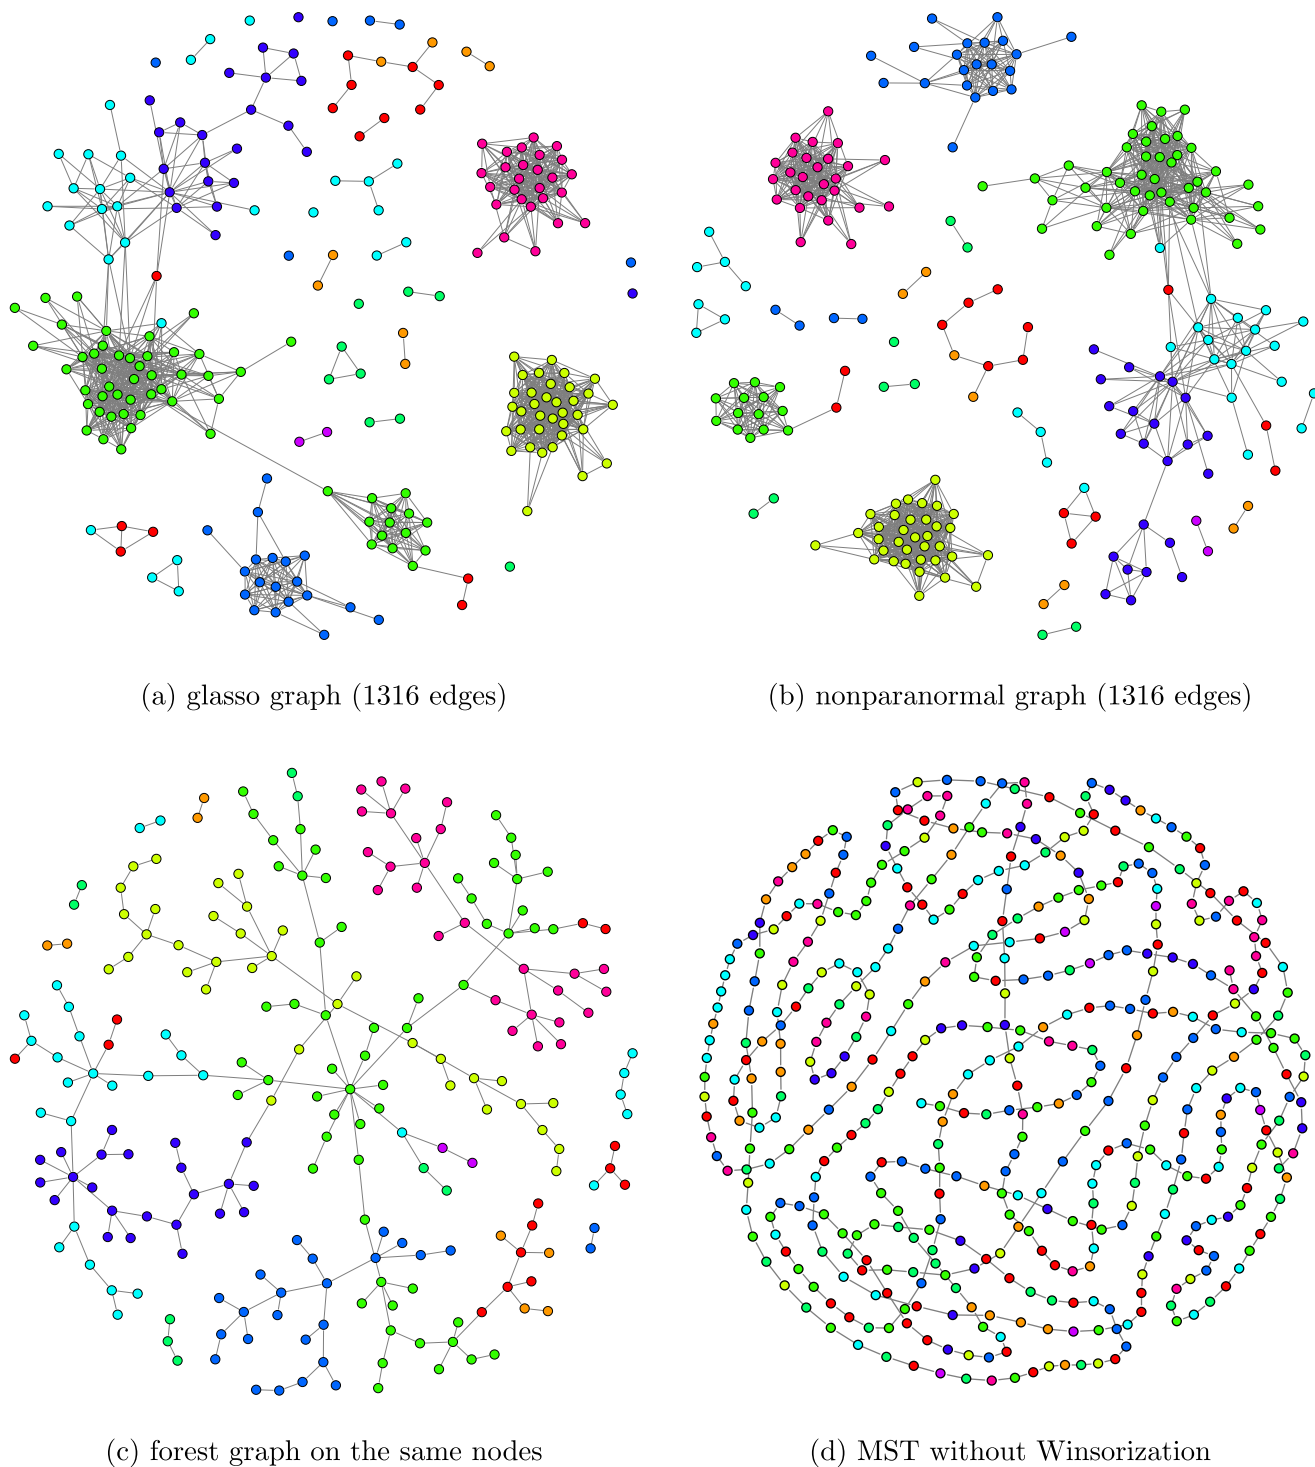 (a) glasso graph (1316 edges)
(b) nonparanormal graph (1316 edges)
(c) forest graph on the same nodes
(d) MST without Winsorization